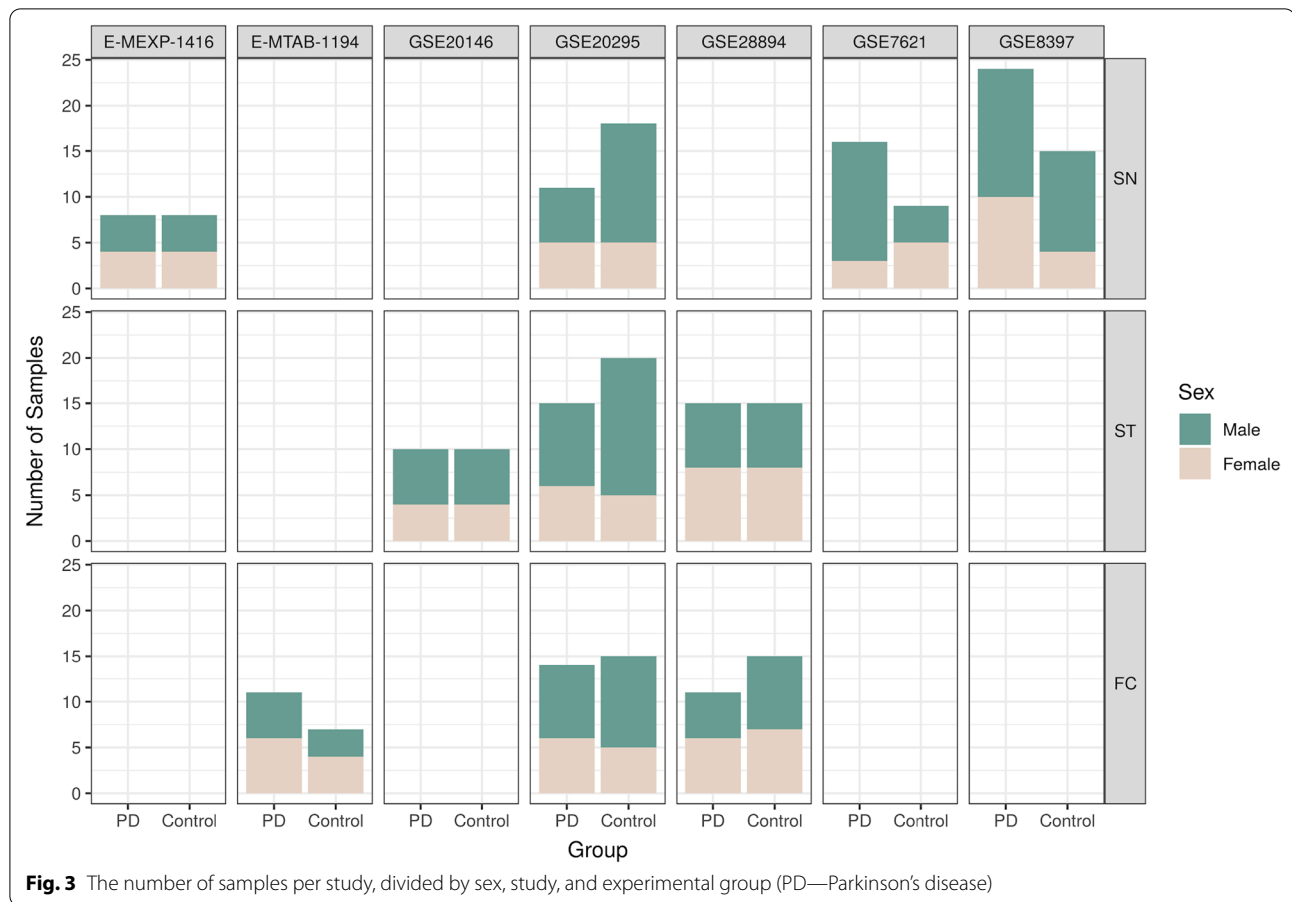 E-MEXP-1416 E-MTAB-1194 GSE20146 GSE20295 GSE28894 GSE7621 GSE8397
25
20
15
10
5
0
SN
25
20
15
10
5
0
ST
25
20
15
10
5
0
FC
Number of Samples
PD Control PD Control PD Control PD Control PD Control PD Control PD Control
Group
Sex
Male
Female
Fig. 3 The number of samples per study, divided by sex, study, and experimental group (PD—Parkinson's disease)